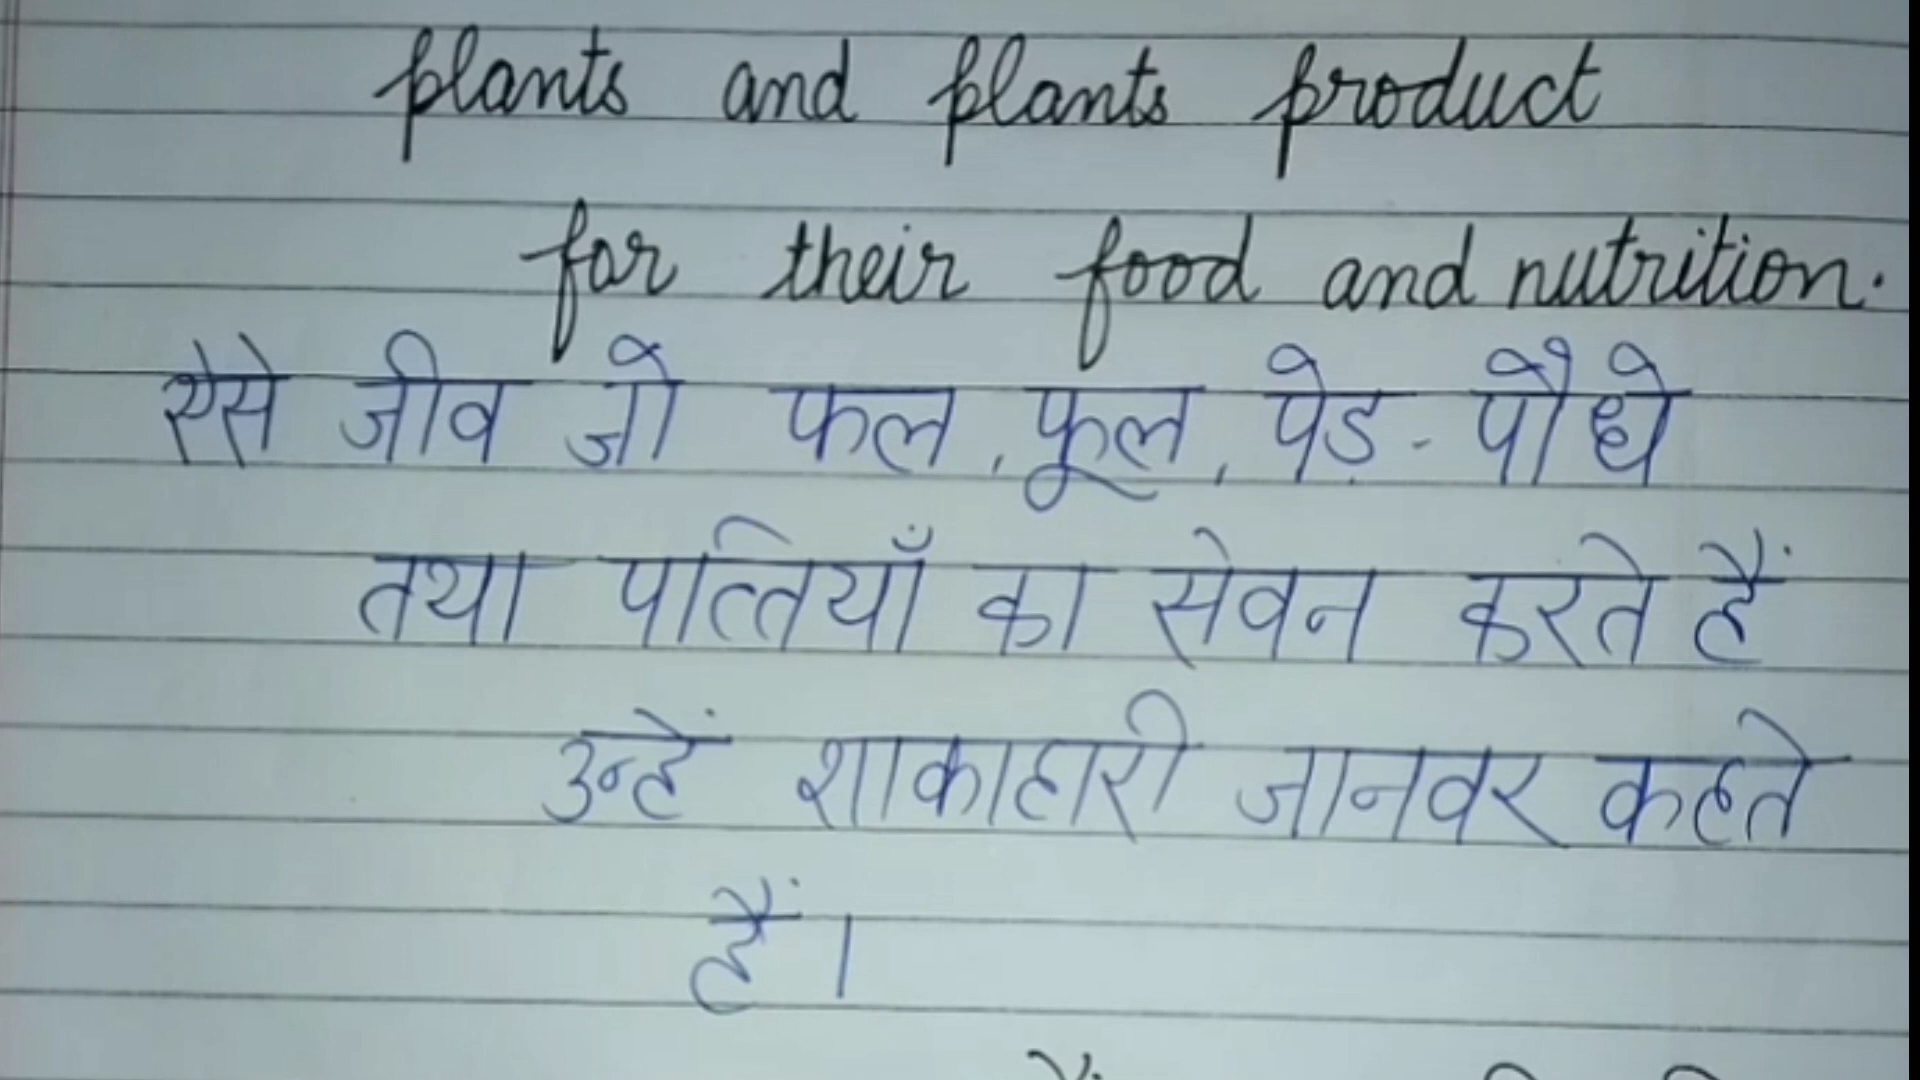 plants and plants product
for their food and nutrition.
ऐसे जीव जो फल, फूल, पेड़ - पौधे
तथा पत्तियाँ का सेवन करते हैं
उन्हें शाकाहारी जानवर कहते
हैं।